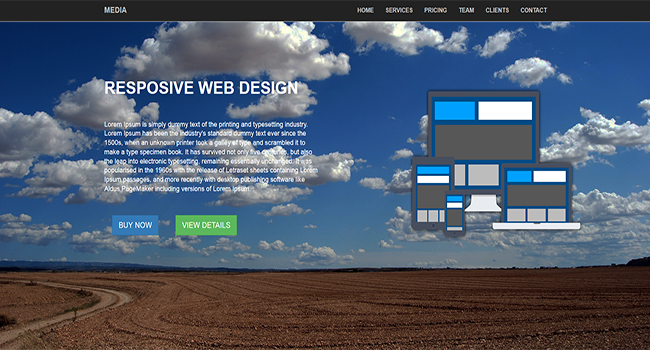 MEDIA
HOME SERVICES PRICING TEAM CLIENTS CONTACT
RESPOSIVE WEB DESIGN
Lorem Ipsum is simply dummy text of the printing and typesetting industry.
Lorem Ipsum has been the industry's standard dummy text ever since the
1500s, when an unknown printer took a galley of type and scrambled it to
make a type specimen book. It has survived not only five centuries, but also
the leap into electronic typesetting, remaining essentially unchanged. It was
popularised in the 1960s with the release of Letraset sheets containing Lorem
Ipsum passages, and more recently with desktop publishing software like
Aldus PageMaker including versions of Lorem Ipsum
BUY NOW VIEW DETAILS